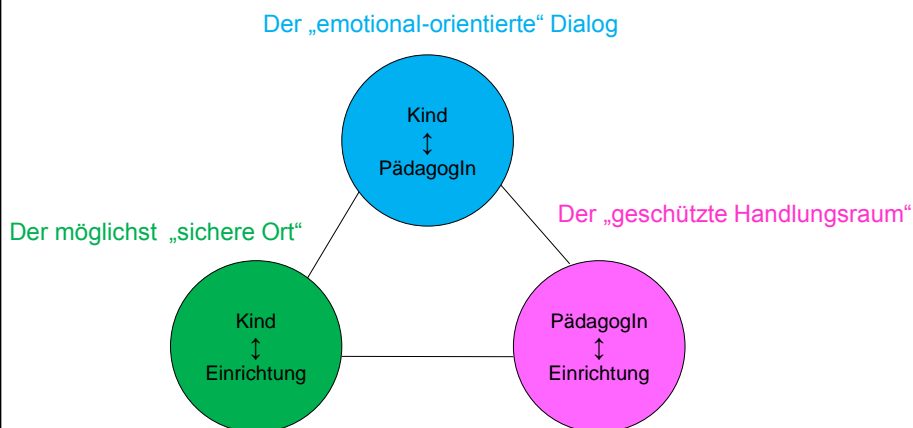 Der „emotional-orientierte“ Dialog
Kind
↕
PädagogIn
Der „geschützte Handlungsraum“
Der möglichst „sichere Ort“
Kind
↕
Einrichtung
PädagogIn
↕
Einrichtung